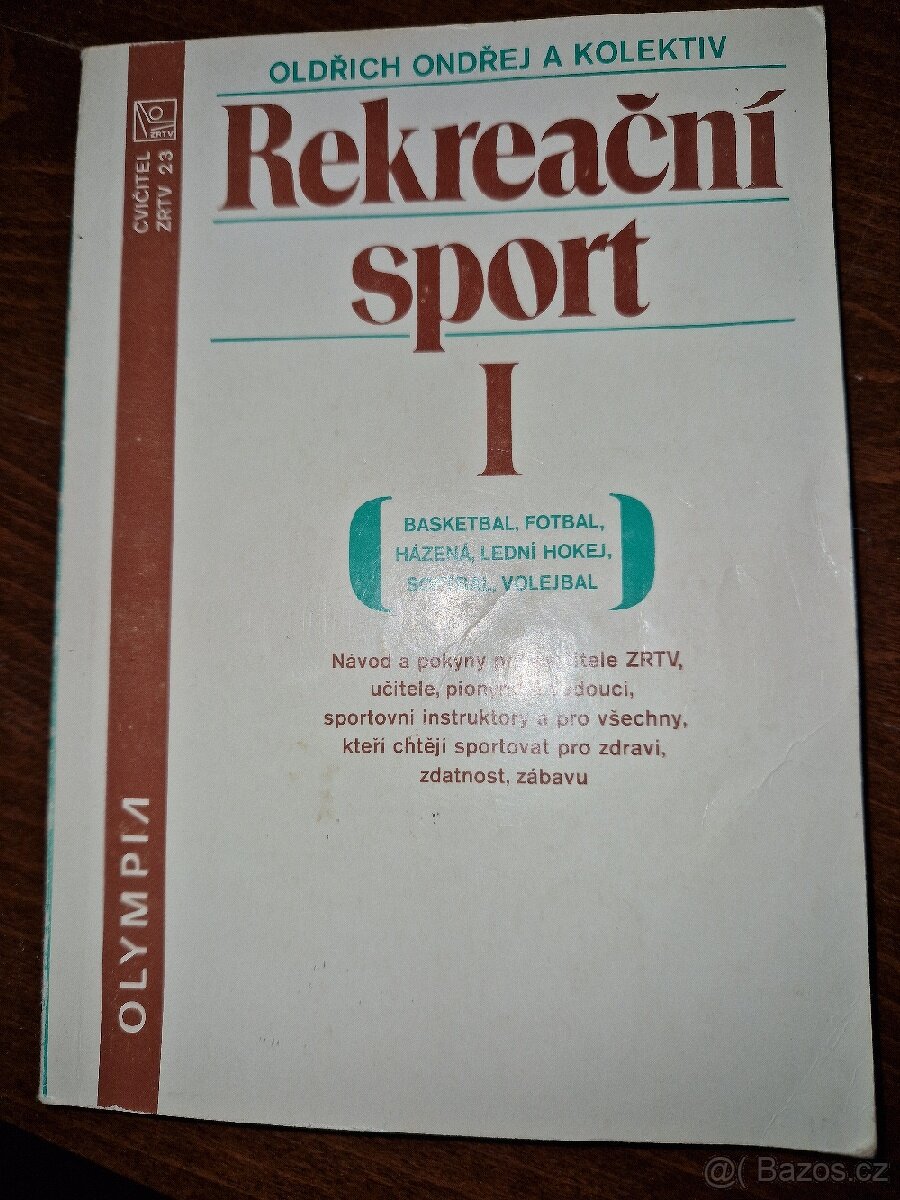 OLDŘICH ONDŘEJ A KOLEKTIV
Rekreační
sport
I
BASKETBAL, FOTBAL,
HÁZENÁ, LEDNÍ HOKEJ,
VOLEJBAL
Návod a pokyny ZRTV,
učitele,
sportovní instruktory a pro všechny,
kteří chtějí sportovat pro zdraví,
zdatnost, zábavu
CVIČITEL
ZRTV 23
ZRTV
OLYMPIA
@( Bazos.cz